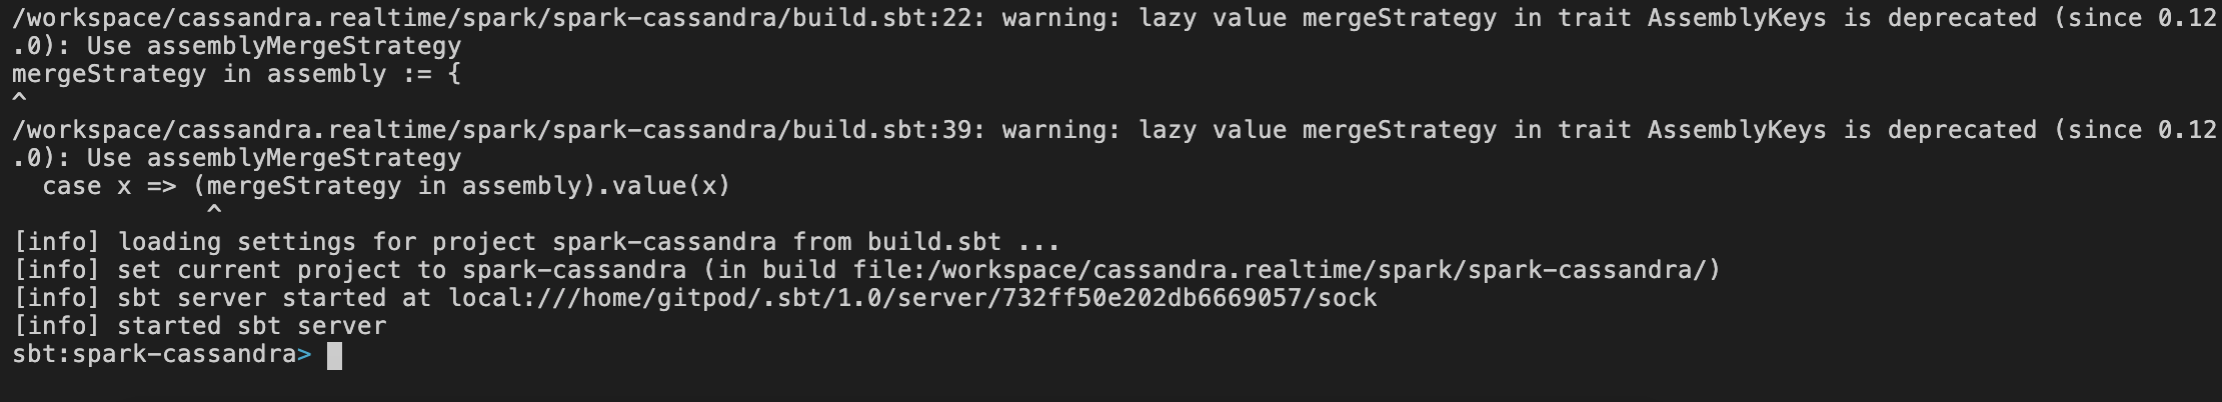 /workspace/cassandra.realtime/spark/spark-cassandra/build.sbt:22: warning: lazy value mergeStrategy in trait AssemblyKeys is deprecated (since 0.12
.0): Use assemblyMergeStrategy
mergeStrategy in assembly := {
^
/workspace/cassandra.realtime/spark/spark-cassandra/build.sbt:39: warning: lazy value mergeStrategy in trait AssemblyKeys is deprecated (since 0.12
.0): Use assemblyMergeStrategy
  case x => (mergeStrategy in assembly).value(x)
             ^
[info] loading settings for project spark-cassandra from build.sbt ...
[info] set current project to spark-cassandra (in build file:/workspace/cassandra.realtime/spark/spark-cassandra/)
[info] sbt server started at local:///home/gitpod/.sbt/1.0/server/732ff50e202db6669057/sock
[info] started sbt server
sbt:spark-cassandra>